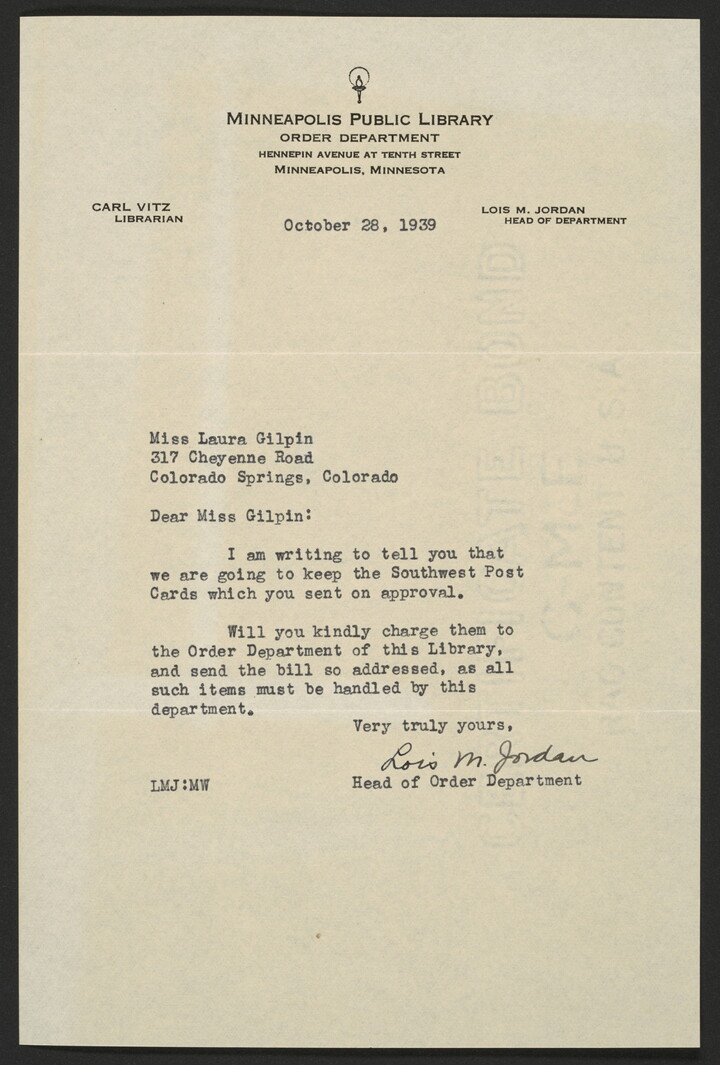 MINNEAPOLIS PUBLIC LIBRARY
ORDER DEPARTMENT
HENNEPIN AVENUE AT TENTH STREET
MINNEAPOLIS, MINNESOTA
CARL VITZ
LIBRARIAN
LOIS M. JORDAN
HEAD OF DEPARTMENT
October 28, 1939
Miss Laura Gilpin
317 Cheyenne Road
Colorado Springs, Colorado
Dear Miss Gilpin:
I am writing to tell you that
we are going to keep the Southwest Post
Cards which you sent on approval.
Will you kindly charge them to
the Order Department of this Library,
and send the bill so addressed, as all
such items must be handled by this
department.
Very truly yours,
Lois M. Jordan
Head of Order Department
LMJ:MW
BOND
U.S.A